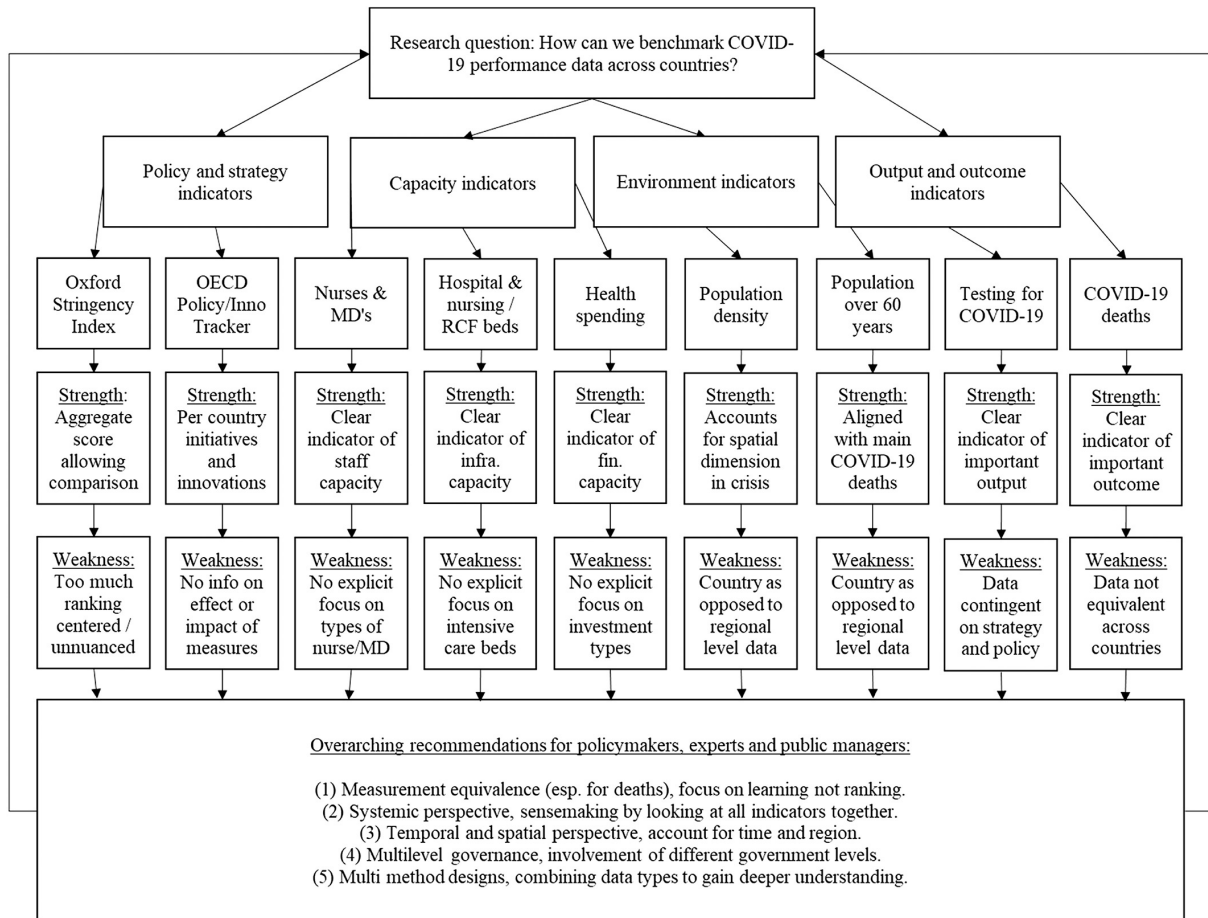 Research question: How can we benchmark COVID-
19 performance data across countries?
Policy and strategy
indicators
Capacity indicators
Environment indicators
Output and outcome
indicators
Oxford
Stringency
Index
OECD
Policy/Inno
Tracker
Nurses &
MD's
Hospital &
nursing /
RCF beds
Health
spending
Population
density
Population
over 60
years
Testing for
COVID-19
COVID-19
deaths
Strength:
Aggregate
score
allowing
comparison
Strength:
Per country
initiatives
and
innovations
Strength:
Clear
indicator of
staff
capacity
Strength:
Clear
indicator of
infra.
capacity
Strength:
Clear
indicator of
fin.
capacity
Strength:
Accounts
for spatial
dimension
in crisis
Strength:
Aligned
with main
COVID-19
deaths
Strength:
Clear
indicator of
important
output
Strength:
Clear
indicator of
important
outcome
Weakness:
Too much
ranking
centered /
unnuanced
Weakness:
No info on
effect or
impact of
measures
Weakness:
No explicit
focus on
types of
nurse/MD
Weakness:
No explicit
focus on
intensive
care beds
Weakness:
No explicit
focus on
investment
types
Weakness:
Country as
opposed to
regional
level data
Weakness:
Country as
opposed to
regional
level data
Weakness:
Data
contingent
on strategy
and policy
Weakness:
Data not
equivalent
across
countries
Overarching recommendations for policymakers, experts and public managers:
(1) Measurement equivalence (esp. for deaths), focus on learning not ranking.
(2) Systemic perspective, sensemaking by looking at all indicators together.
(3) Temporal and spatial perspective, account for time and region.
(4) Multilevel governance, involvement of different government levels.
(5) Multi method designs, combining data types to gain deeper understanding.